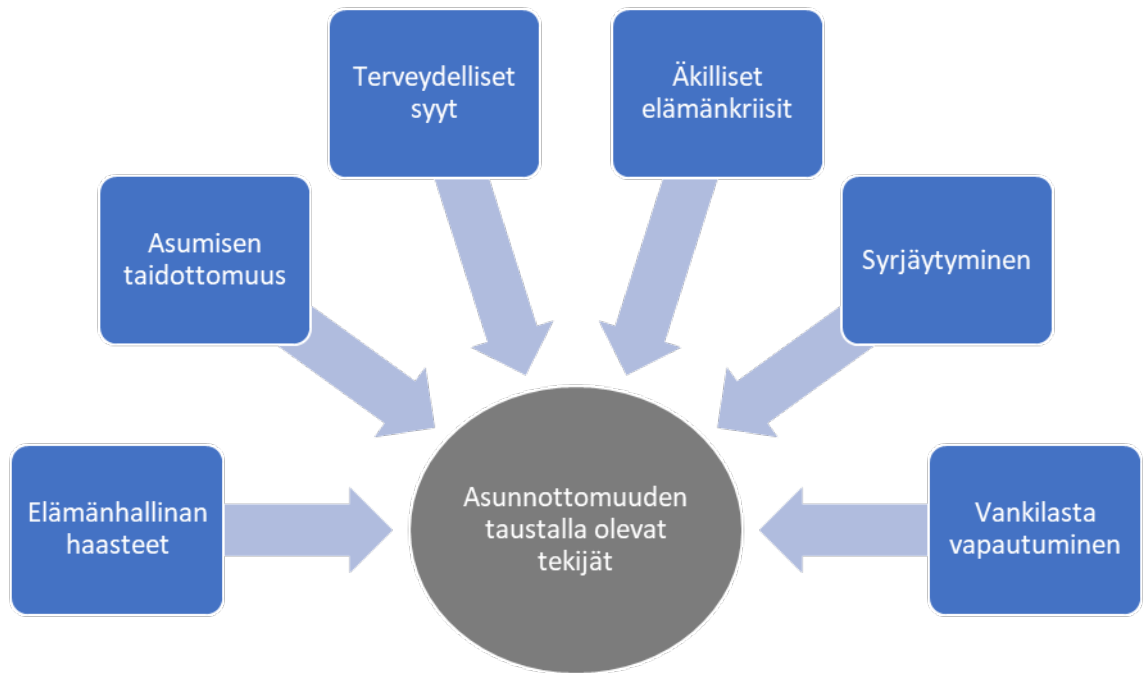 Terveydelliset
syyt
Äkilliset
elämänkriisit
Asumisen
taidottomuus
Syrjäytyminen
Elämänhallinan
haasteet
Asunnottomuuden
taustalla olevat
tekijät
Vankilasta
vapautuminen